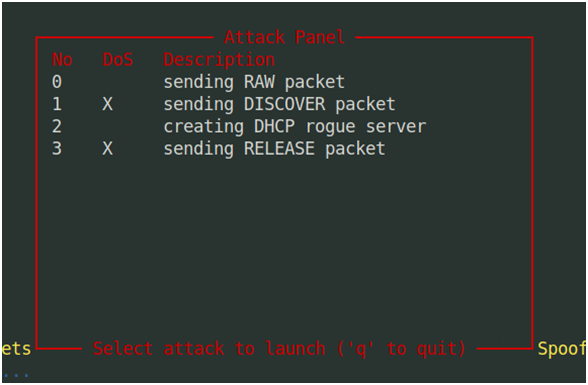 Attack Panel
No DoS Description
0 sending RAW packet
1 X sending DISCOVER packet
2 creating DHCP rogue server
3 X sending RELEASE packet
ets Select attack to launch ('q' to quit) Spoof
...